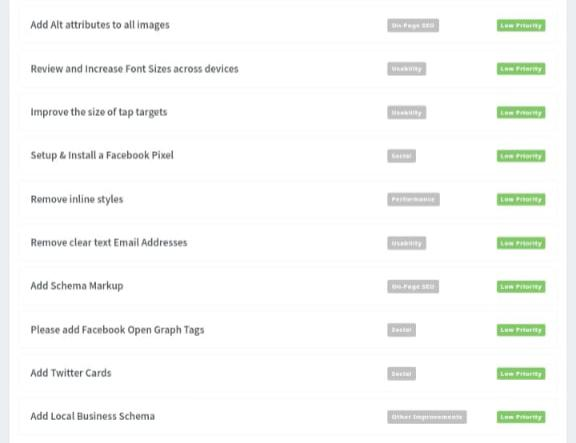 Add Alt attributes to all images On-Page SEO Low Priority
Review and Increase Font Sizes across devices Usability Low Priority
Improve the size of tap targets Usability Low Priority
Setup & Install a Facebook Pixel Social Low Priority
Remove inline styles Performance Low Priority
Remove clear text Email Addresses Usability Low Priority
Add Schema Markup On-Page SEO Low Priority
Please add Facebook Open Graph Tags Social Low Priority
Add Twitter Cards Social Low Priority
Add Local Business Schema Other Improvements Low Priority